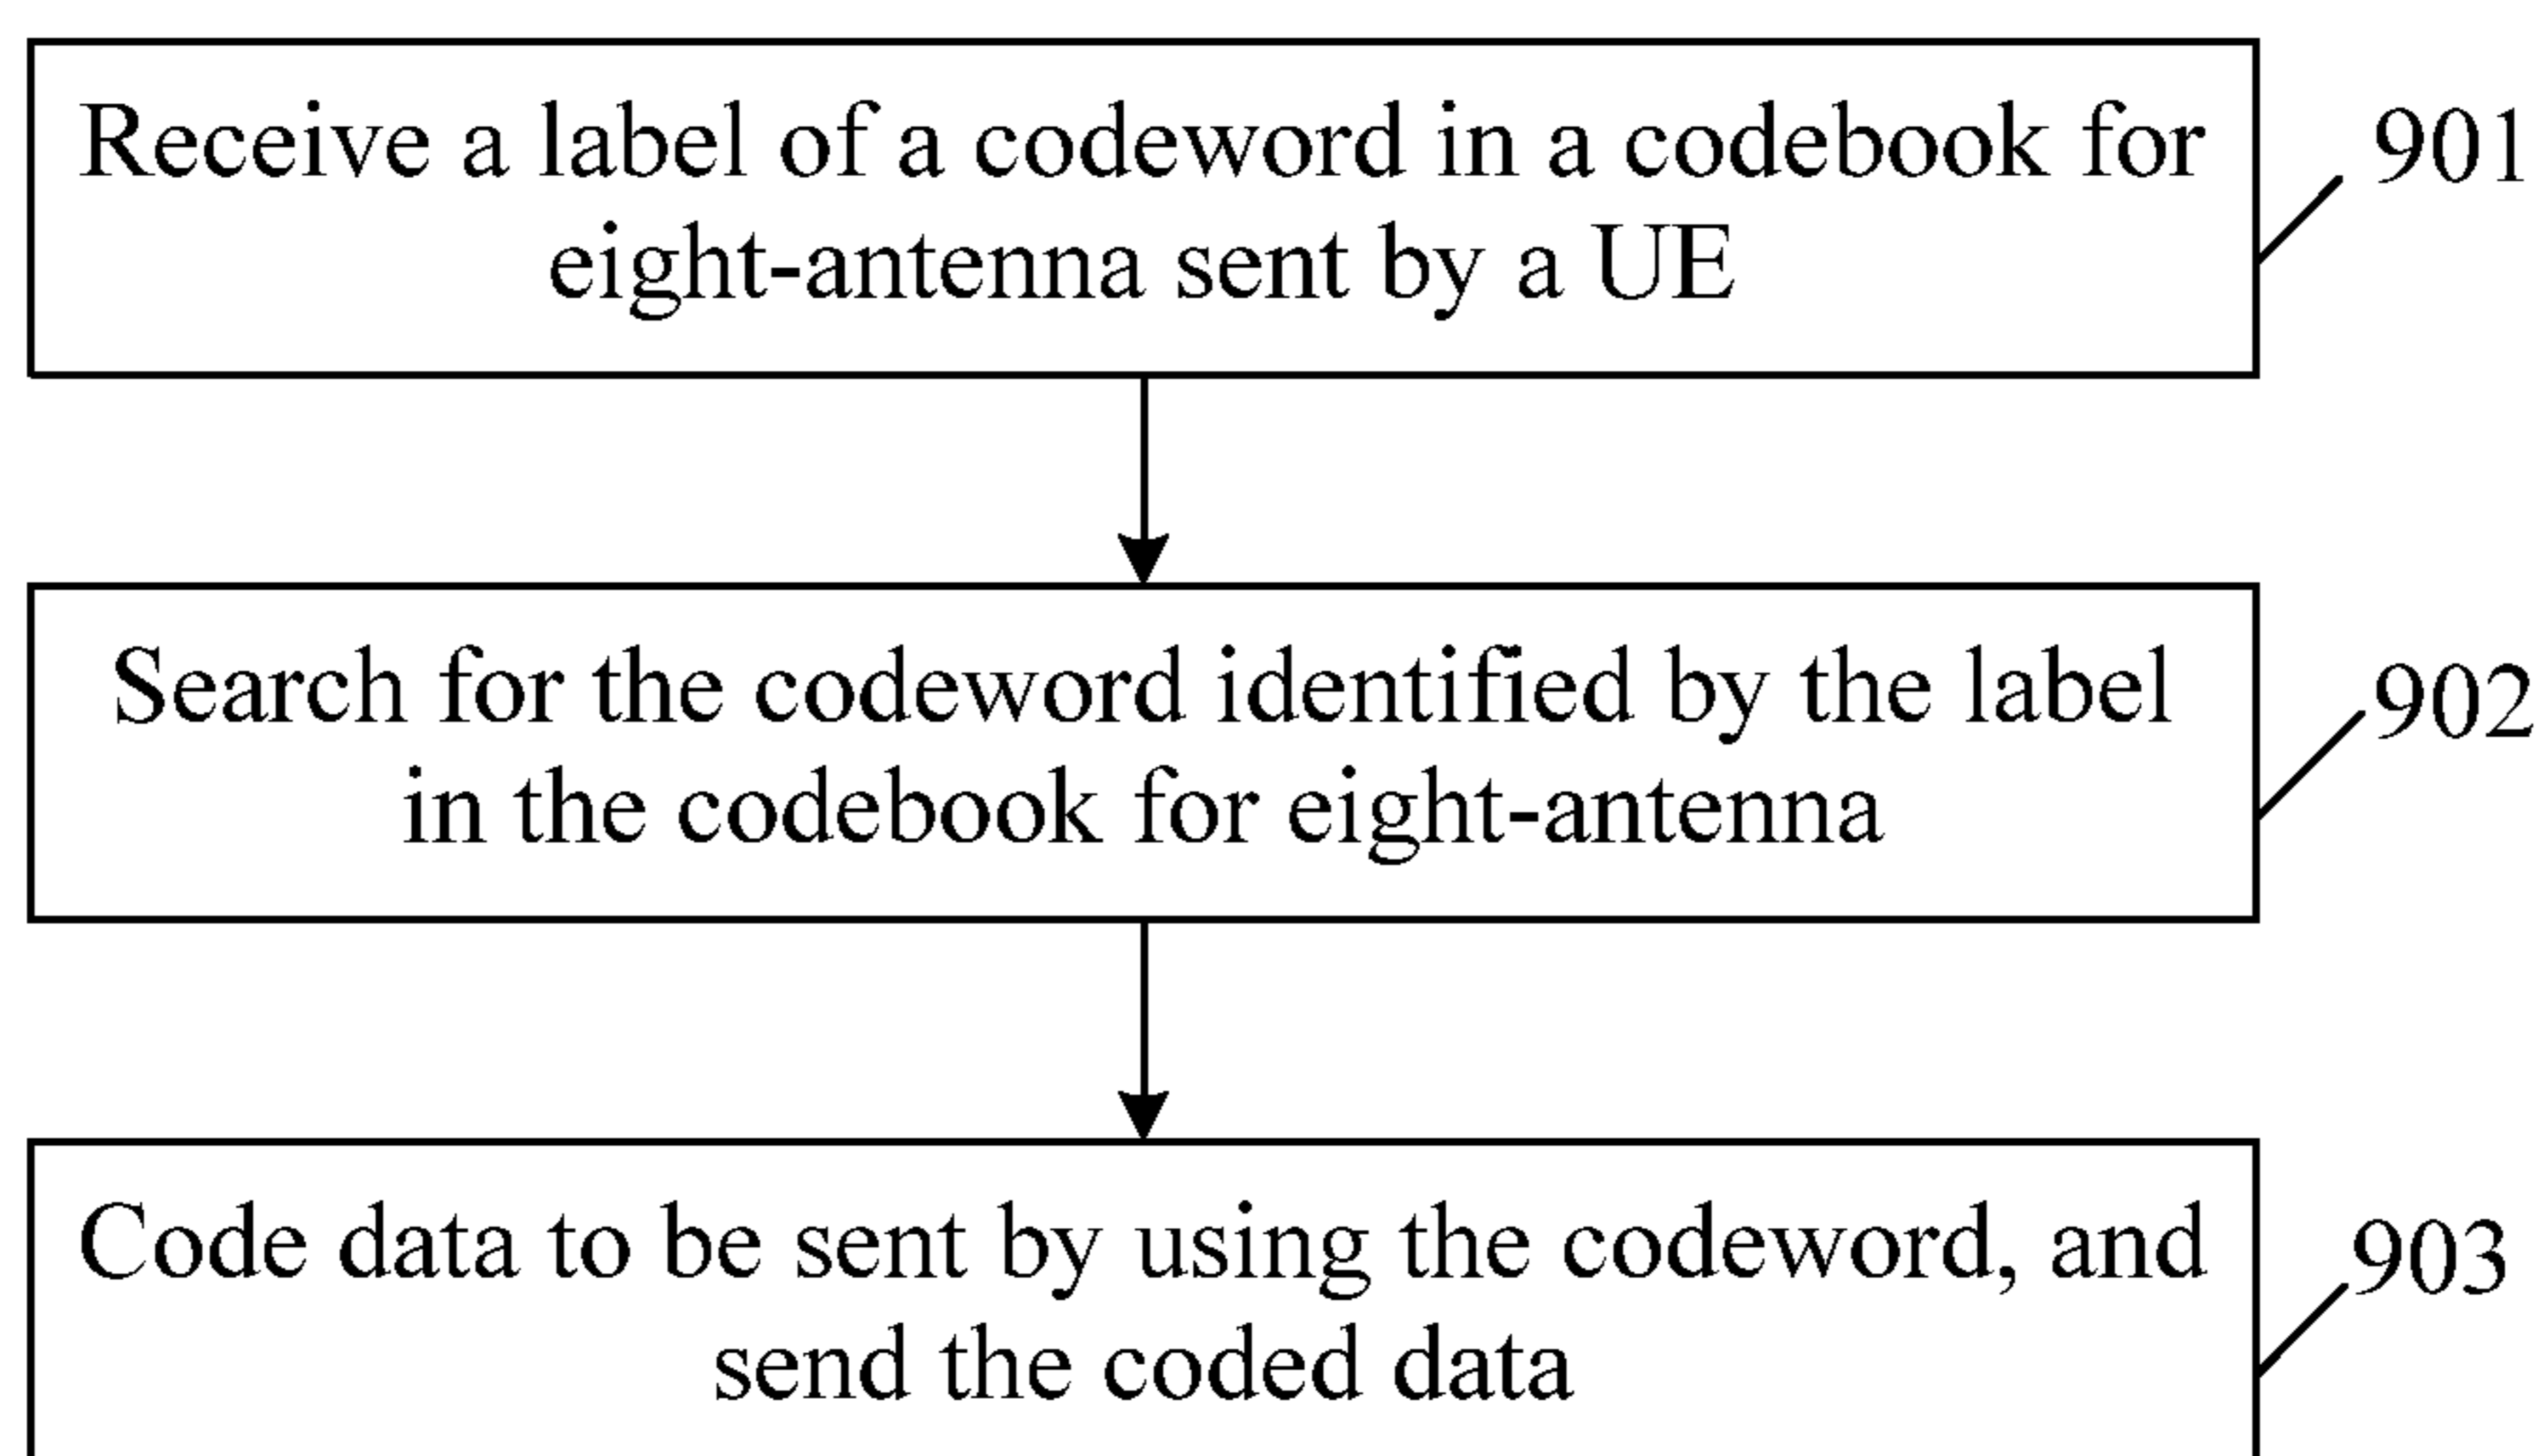 Receive a label of a codeword in a codebook for
eight-antenna sent by a UE
901
Search for the codeword identified by the label
in the codebook for eight-antenna
902
Code data to be sent by using the codeword, and
send the coded data
903